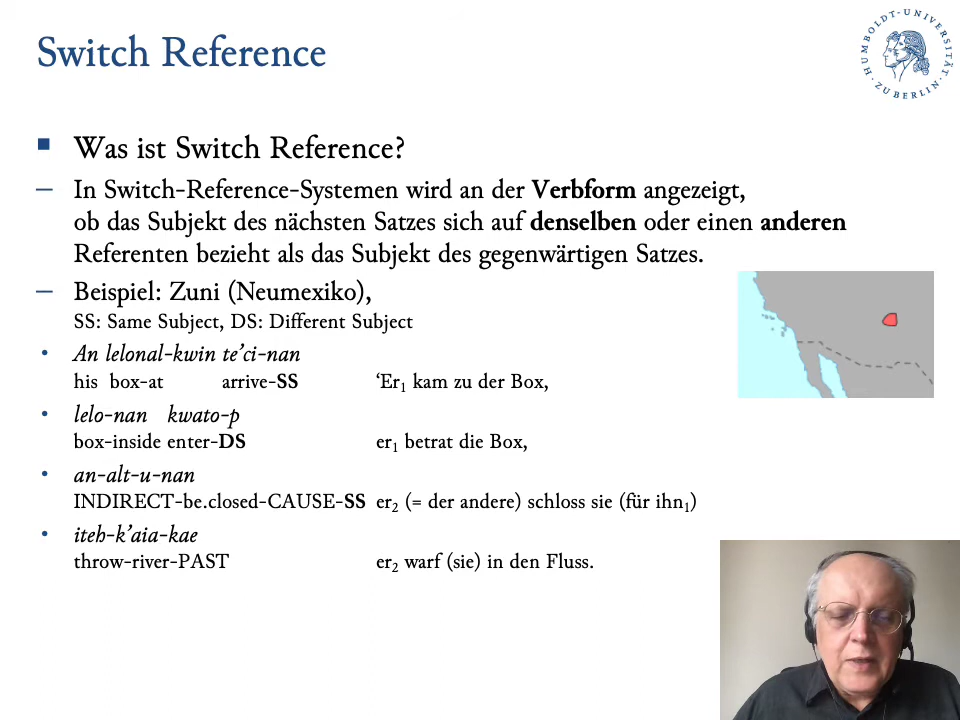 Switch Reference
HUMBOLDT-UNIVERSITÄT ZU BERLIN
Was ist Switch Reference?
In Switch-Reference-Systemen wird an der Verbform angezeigt,
ob das Subjekt des nächsten Satzes sich auf denselben oder einen anderen
Referenten bezieht als das Subjekt des gegenwärtigen Satzes.
Beispiel: Zuni (Neumexiko),
SS: Same Subject, DS: Different Subject
An lelonal-kwin te’ci-nan
his box-at arrive-SS ‘Er₁ kam zu der Box,
lelo-nan kwato-p
box-inside enter-DS er₁ betrat die Box,
an-alt-u-nan
INDIRECT-be.closed-CAUSE-SS er₂ (= der andere) schloss sie (für ihn₁)
iteh-k’aia-kae
throw-river-PAST er₂ warf (sie) in den Fluss.